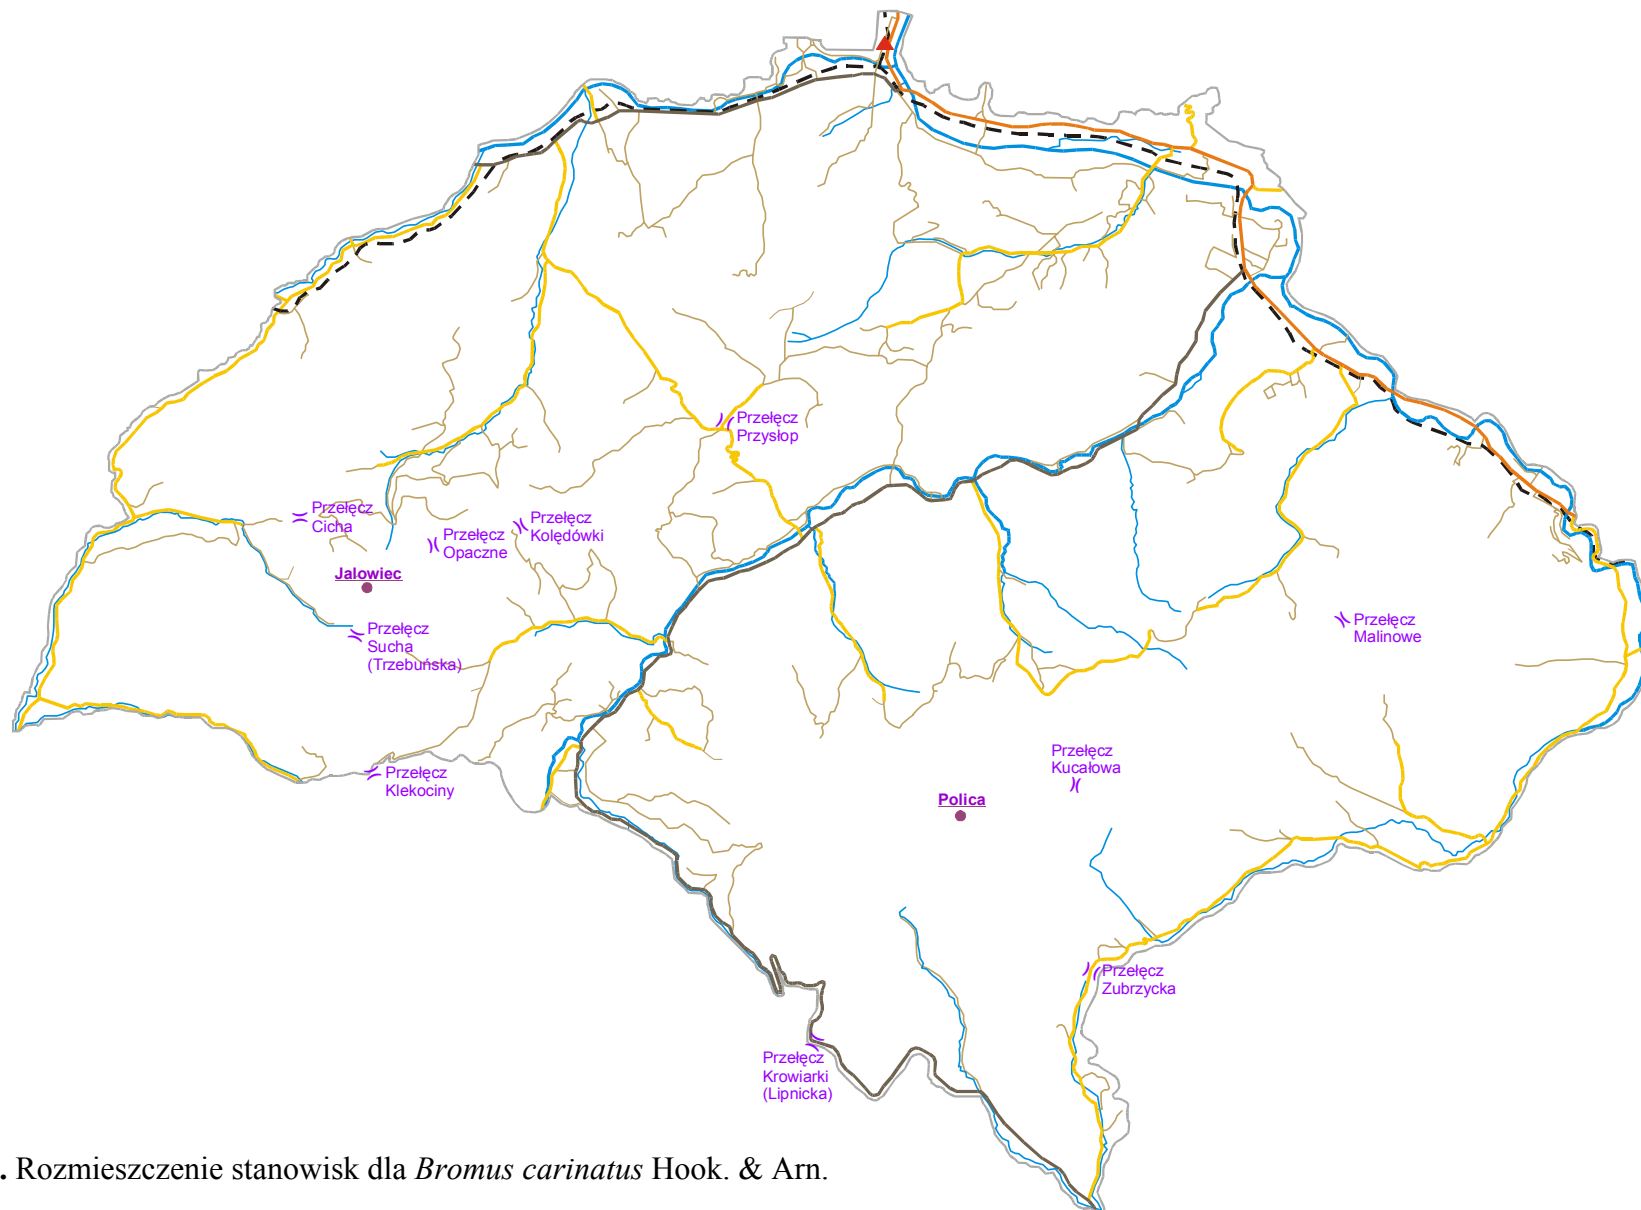 Przełęcz
Przysłop
Przełęcz
Cicha
Przełęcz
Kolędówki
Przełęcz
Opaczne
Jalowiec
Przełęcz
Sucha
(Trzebuńska)
Przełęcz
Malinowe
Przełęcz
Klekociny
Przełęcz
Kucałowa
Polica
Przełęcz
Zubrzycka
Przełęcz
Krowiarki
(Lipnicka)
. Rozmieszczenie stanowisk dla Bromus carinatus Hook. & Arn.